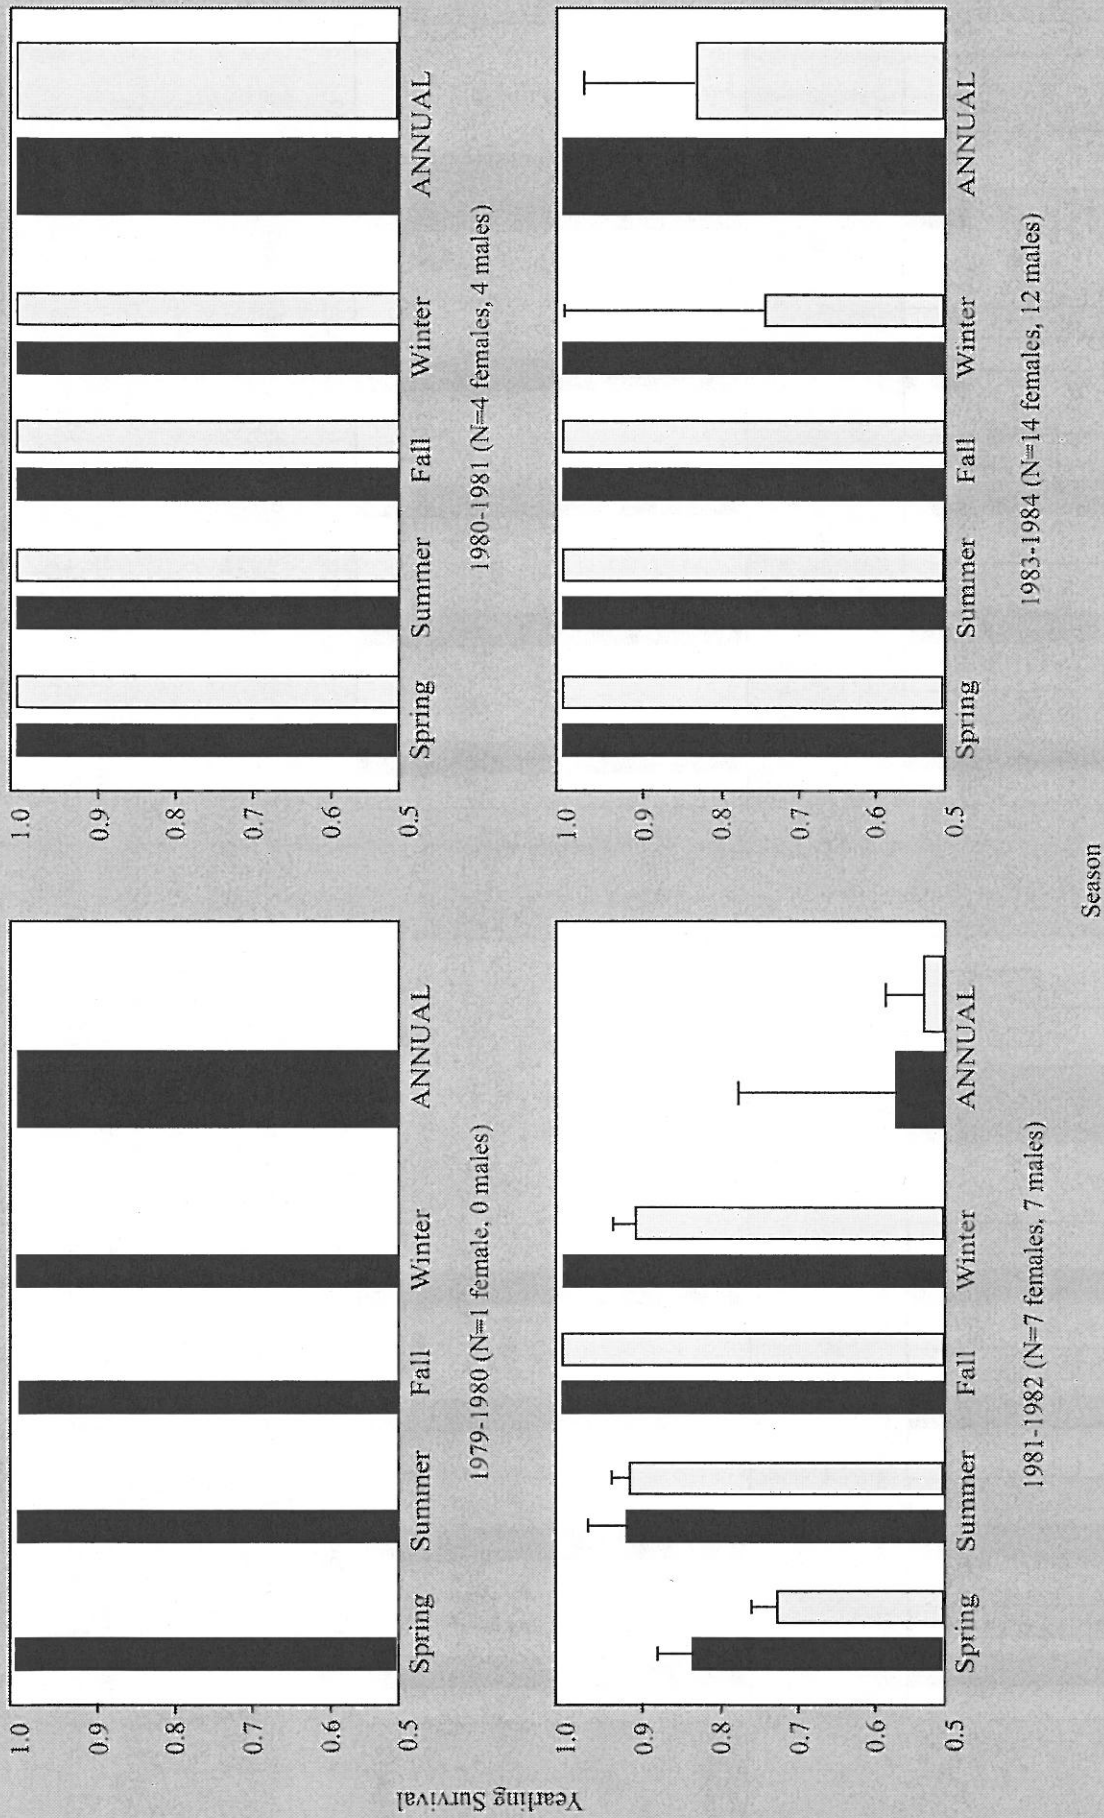 Yearling Survival
1.0
0.9
0.8
0.7
0.6
0.5
Spring Summer Fall Winter ANNUAL
1979-1980 (N=1 female, 0 males)
1.0
0.9
0.8
0.7
0.6
0.5
Spring Summer Fall Winter ANNUAL
1980-1981 (N=4 females, 4 males)
1.0
0.9
0.8
0.7
0.6
0.5
Spring Summer Fall Winter ANNUAL
1981-1982 (N=7 females, 7 males)
1.0
0.9
0.8
0.7
0.6
0.5
Spring Summer Fall Winter ANNUAL
1983-1984 (N=14 females, 12 males)
Season